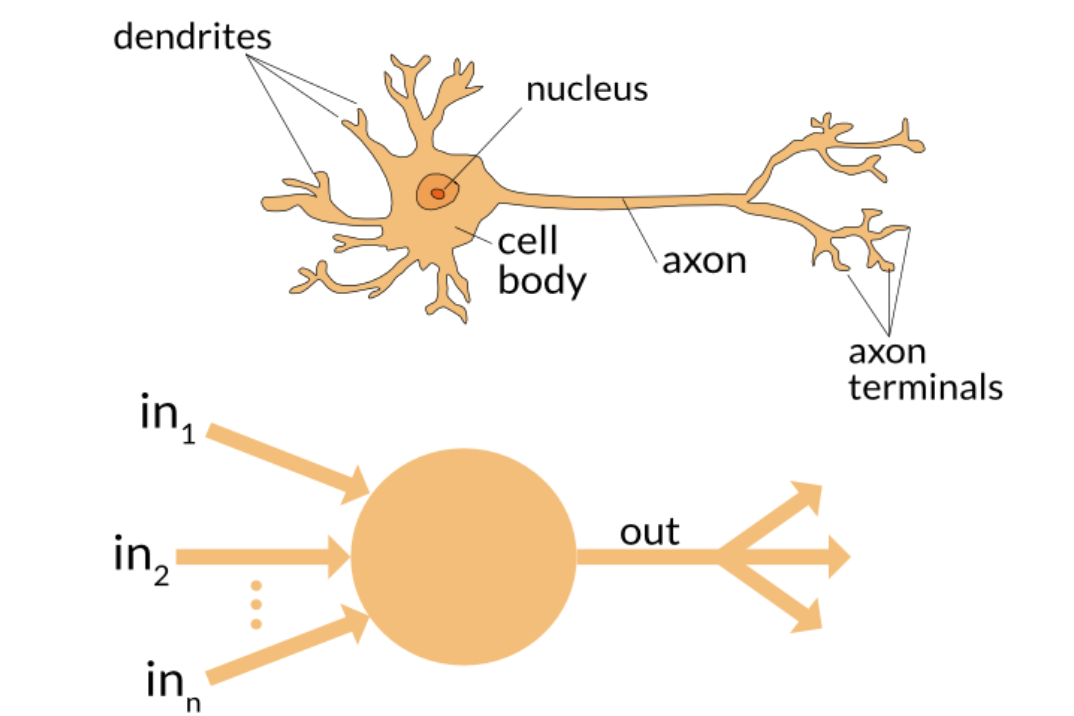 dendrites
nucleus
cell
body
axon
axon
terminals
in₁
out
in₂
inₙ